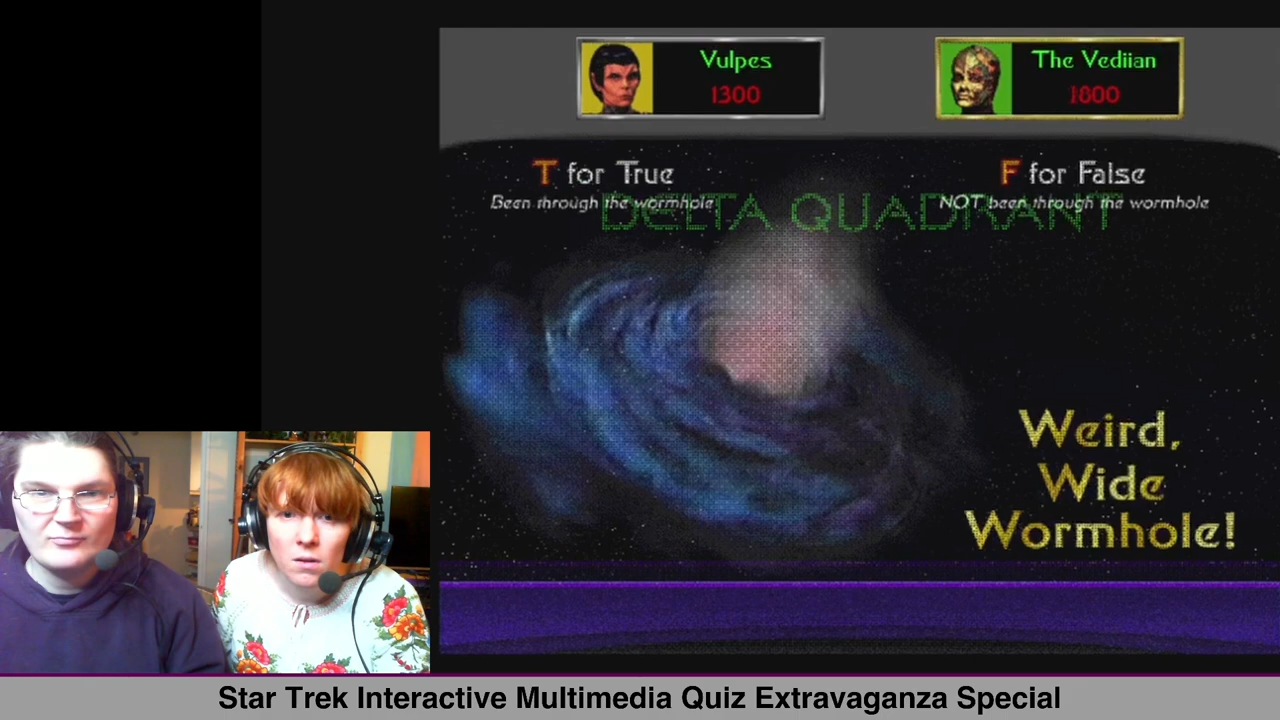 Vulpes
1300
The Vediian
1800
T for True
Been through the wormhole
F for False
NOT been through the wormhole
DELTA QUADRANT
Weird,
Wide
Wormhole!
Star Trek Interactive Multimedia Quiz Extravaganza Special